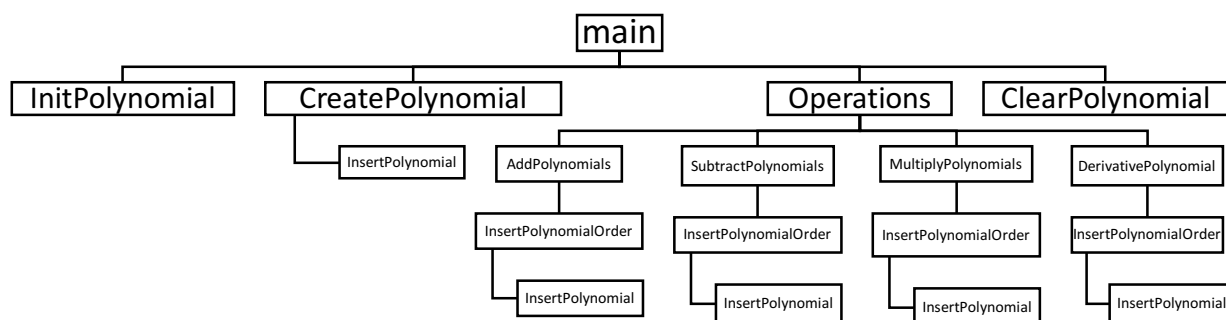 main
InitPolynomial
CreatePolynomial
Operations
ClearPolynomial
InsertPolynomial
AddPolynomials
SubtractPolynomials
MultiplyPolynomials
DerivativePolynomial
InsertPolynomialOrder
InsertPolynomialOrder
InsertPolynomialOrder
InsertPolynomialOrder
InsertPolynomial
InsertPolynomial
InsertPolynomial
InsertPolynomial